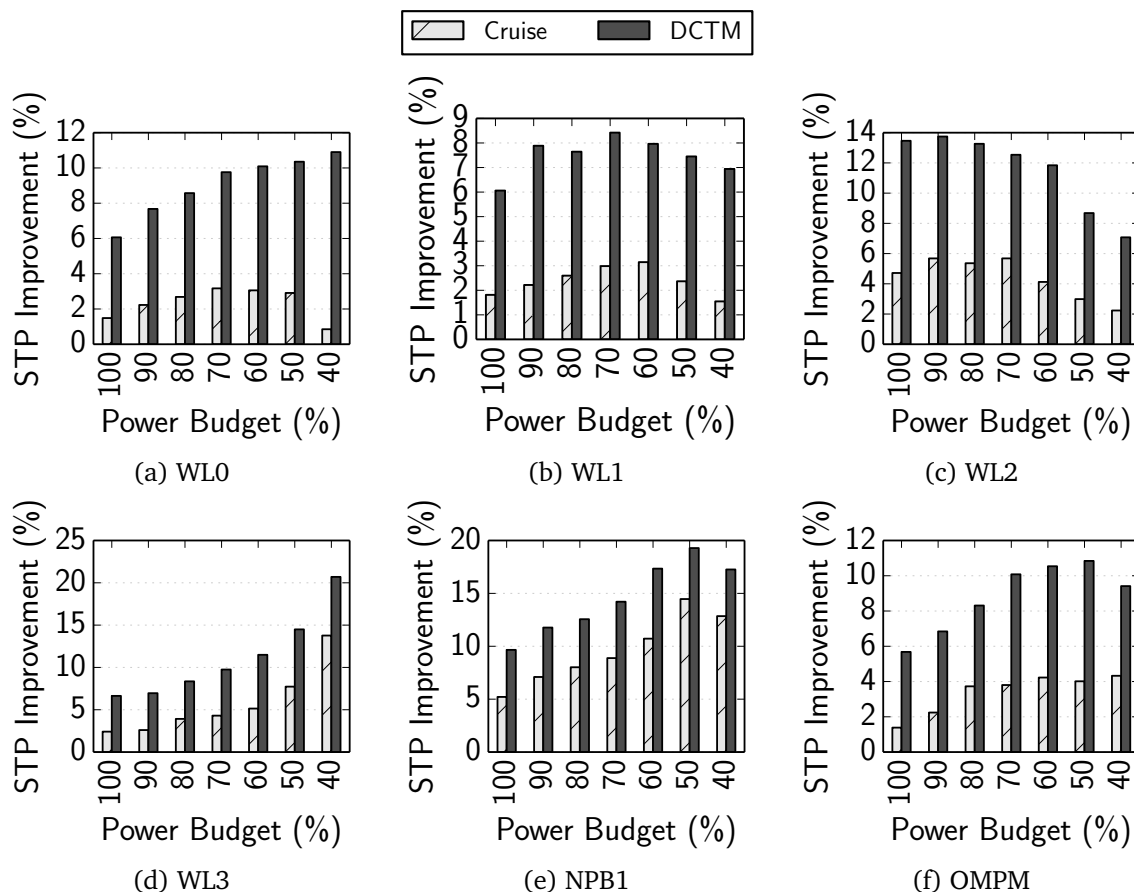 Cruise DCTM
STP Improvement (%)
12
10
8
6
4
2
0
100 90 80 70 60 50 40
Power Budget (%)
(a) WL0
STP Improvement (%)
9
8
7
6
5
4
3
2
1
0
100 90 80 70 60 50 40
Power Budget (%)
(b) WL1
STP Improvement (%)
14
12
10
8
6
4
2
0
100 90 80 70 60 50 40
Power Budget (%)
(c) WL2
STP Improvement (%)
25
20
15
10
5
0
100 90 80 70 60 50 40
Power Budget (%)
(d) WL3
STP Improvement (%)
20
15
10
5
0
100 90 80 70 60 50 40
Power Budget (%)
(e) NPB1
STP Improvement (%)
12
10
8
6
4
2
0
100 90 80 70 60 50 40
Power Budget (%)
(f) OMPM